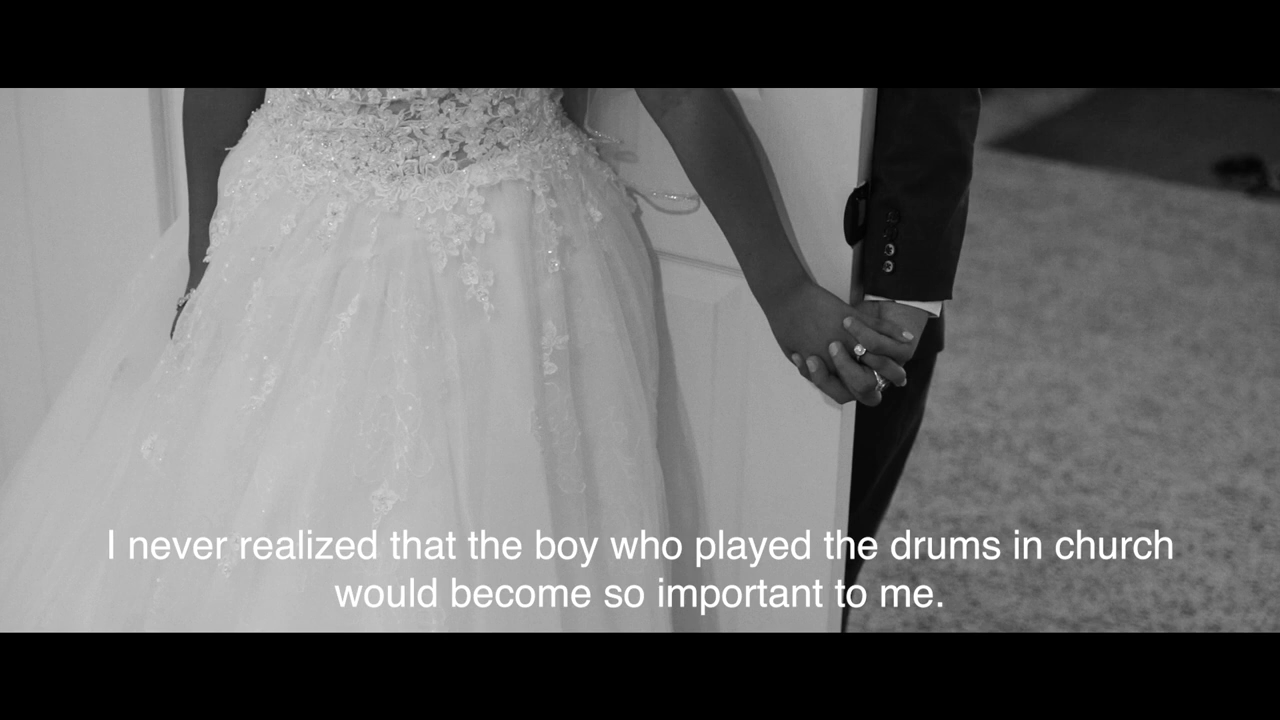 I never realized that the boy who played the drums in church
would become so important to me.